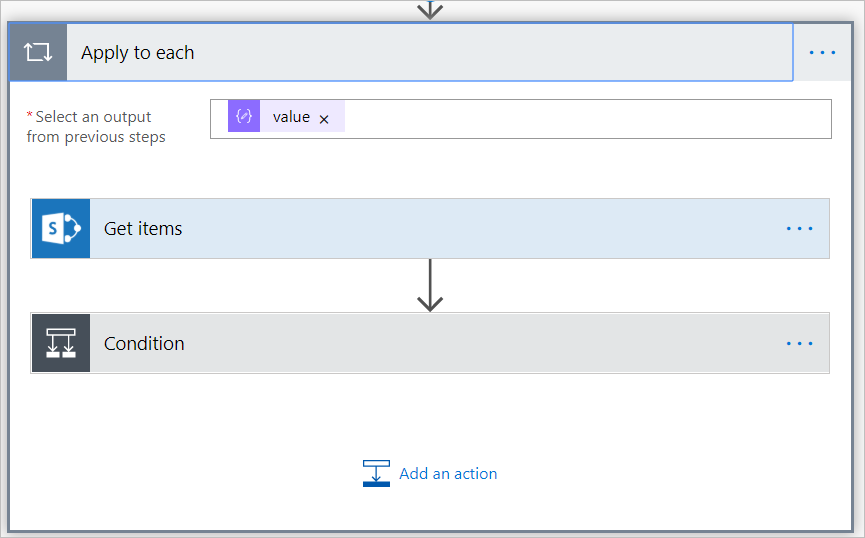 Apply to each
*Select an output
from previous steps
value ×
S
Get items
Condition
Add an action